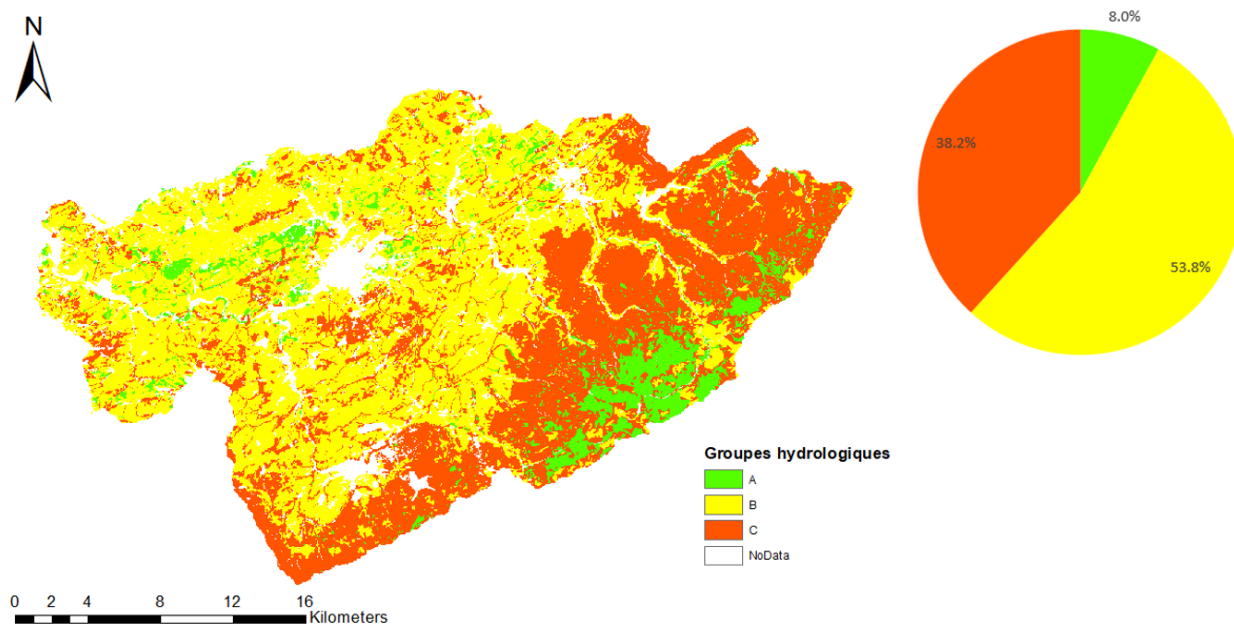 N
8.0%
38.2%
53.8%
Groupes hydrologiques
A
B
C
NoData
0 2 4 8 12 16
Kilometers